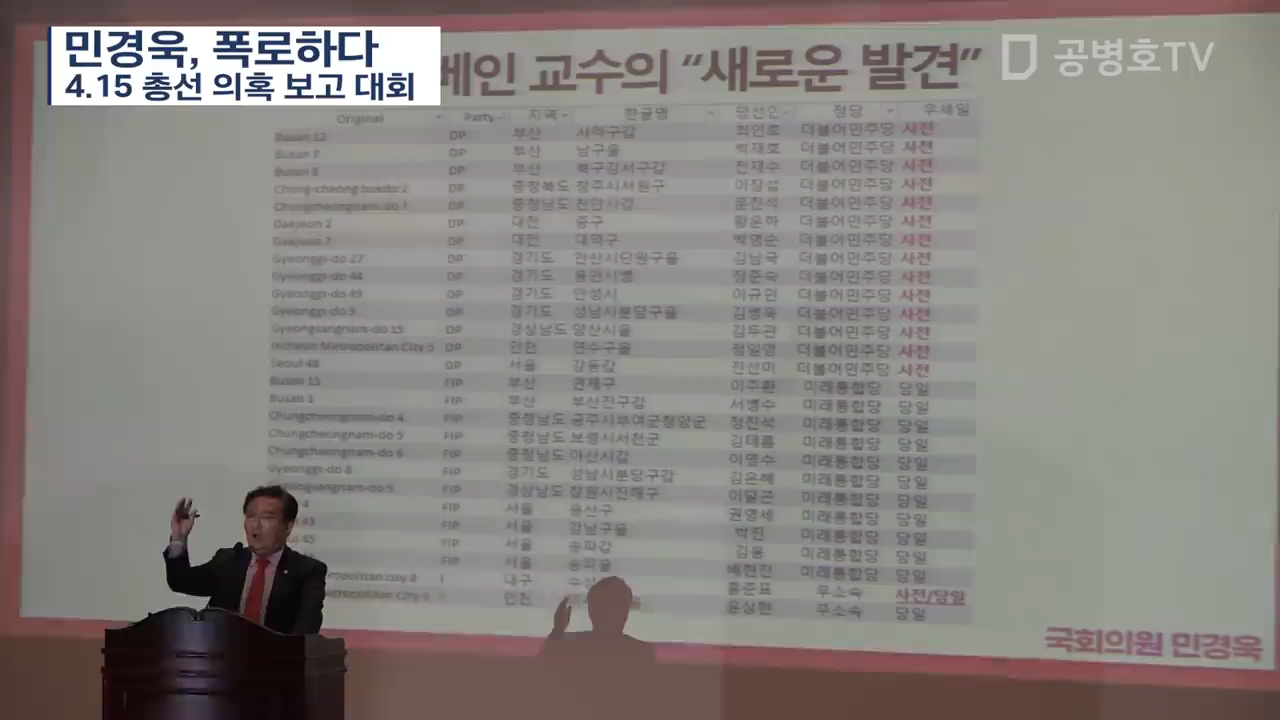 민경욱, 폭로하다
4.15 총선 의혹 보고 대회
베인 교수의 “새로운 발견”
공병호TV
Original Party 지역 한글명 당선인 정당 우세일
Busan 12 DP 부산 사하구갑 최인호 더불어민주당 사전
Busan 7 DP 부산 남구을 박재호 더불어민주당 사전
Busan DP 부산 북구강서구갑 전재수 더불어민주당 사전
Chung-cheong bukdo 2 DP 충청북도 청주시서원구 이장섭 더불어민주당 사전
Chungcheongnam-do 1 DP 충청남도 천안시갑 문진석 더불어민주당 사전
Daejeon 2 DP 대전 중구 황운하 더불어민주당 사전
Daejeon 7 DP 대전 대덕구 박영순 더불어민주당 사전
Gyeonggi-do 27 DP 경기도 안산시단원구을 김남국 더불어민주당 사전
Gyeonggi-do 44 DP 경기도 용인시병 정춘숙 더불어민주당 사전
Gyeonggi-do 49 DP 경기도 안성시 이규민 더불어민주당 사전
Gyeonggi-do 9 DP 경기도 성남시분당구을 김병욱 더불어민주당 사전
Gyeongsangnam-do 15 DP 경상남도 양산시을 김두관 더불어민주당 사전
Incheon Metropolitan City 5 DP 인천 연수구을 정일영 더불어민주당 사전
Seoul 48 DP 서울 강동갑 진선미 더불어민주당 사전
Busan 15 FIP 부산 연제구 이주환 미래통합당 당일
Busan 3 FIP 부산 부산진구갑 서병수 미래통합당 당일
Chungcheongnam-do 4 FIP 충청남도 공주시부여군청양군 정진석 미래통합당 당일
Chungcheongnam-do 5 FIP 충청남도 보령시서천군 김태흠 미래통합당 당일
Chungcheongnam-do 6 FIP 충청남도 아산시갑 이명수 미래통합당 당일
Gyeonggi-do 8 FIP 경기도 성남시분당구갑 김은혜 미래통합당 당일
FIP 경상남도 창원시진해구 이달곤 미래통합당 당일
4 FIP 서울 용산구 권영세 미래통합당 당일
43 FIP 서울 강남구을 박진 미래통합당 당일
45 FIP 서울 송파갑 김웅 미래통합당 당일
FIP 서울 송파을 배현진 미래통합당 당일
대구 홍준표 무소속 사전/당일
인천 윤상현 무소속 당일
국회의원 민경욱